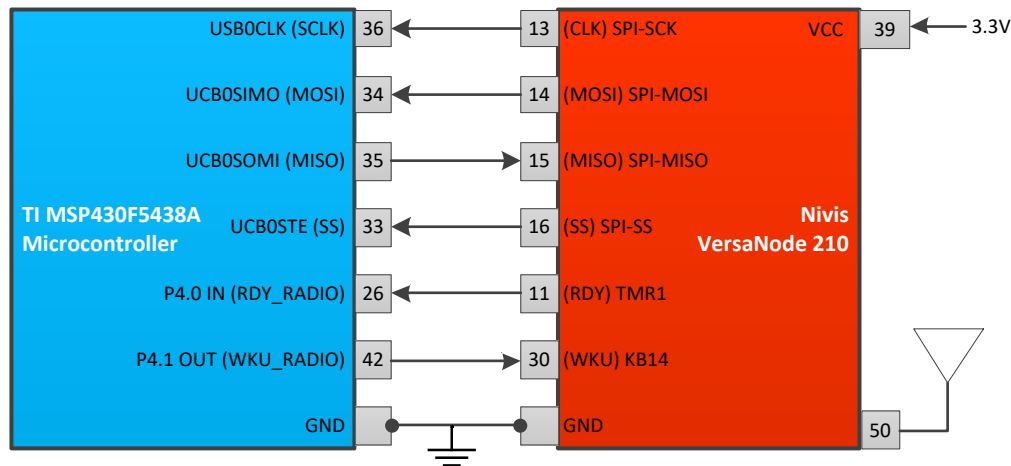 USB0CLK (SCLK) 36 13 (CLK) SPI-SCK VCC 39 3.3V
UCB0SIMO (MOSI) 34 14 (MOSI) SPI-MOSI
UCB0SOMI (MISO) 35 15 (MISO) SPI-MISO
TI MSP430F5438A
Microcontroller
UCB0STE (SS) 33 16 (SS) SPI-SS
Nivis
VersaNode 210
P4.0 IN (RDY_RADIO) 26 11 (RDY) TMR1
P4.1 OUT (WKU_RADIO) 42 30 (WKU) KB14
GND GND 50